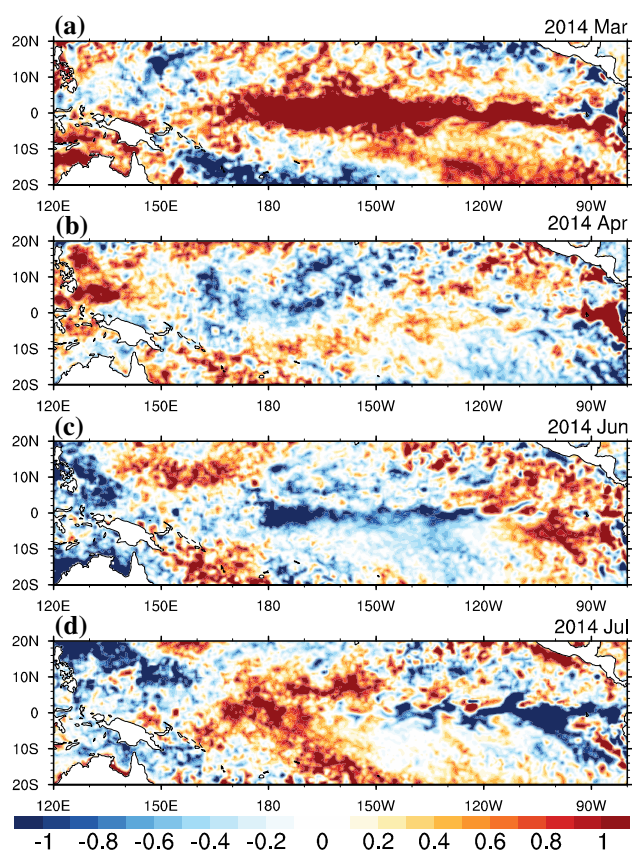 (a) 2014 Mar
20N
10N
0
10S
20S
120E 150E 180 150W 120W 90W
(b) 2014 Apr
20N
10N
0
10S
20S
120E 150E 180 150W 120W 90W
(c) 2014 Jun
20N
10N
0
10S
20S
120E 150E 180 150W 120W 90W
(d) 2014 Jul
20N
10N
0
10S
20S
120E 150E 180 150W 120W 90W
-1 -0.8 -0.6 -0.4 -0.2 0 0.2 0.4 0.6 0.8 1